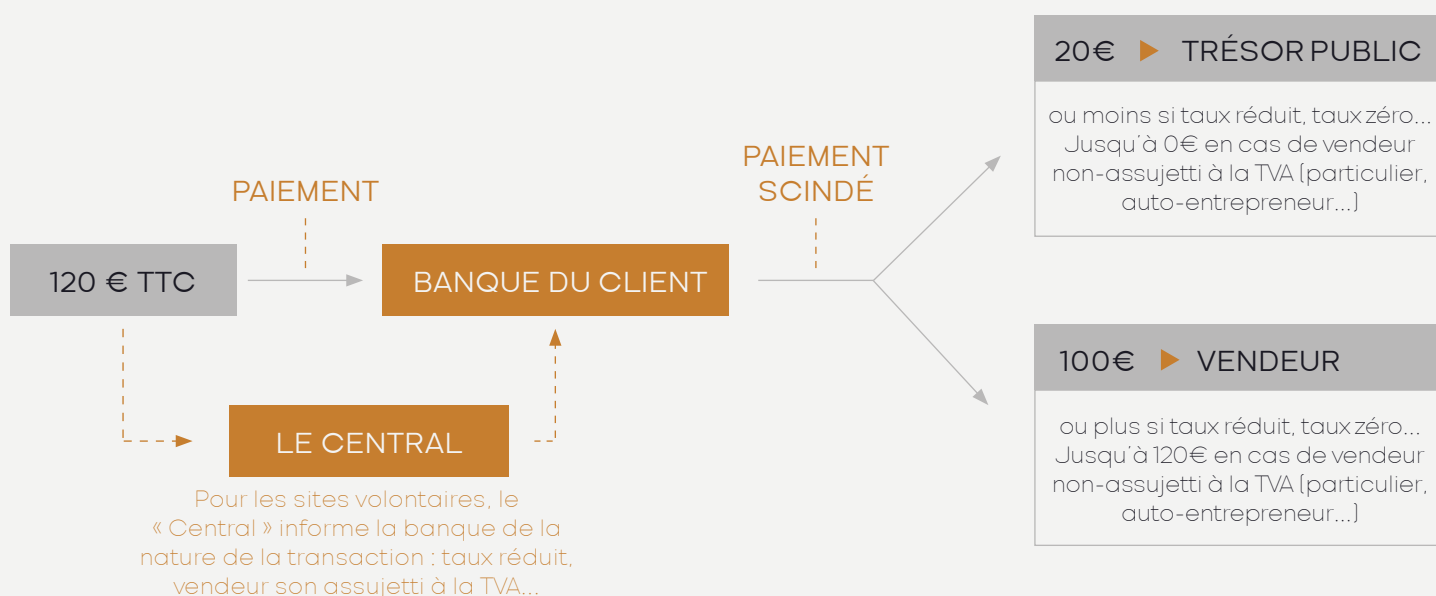 20€ ▶ TRÉSOR PUBLIC
ou moins si taux réduit, taux zéro...
Jusqu'à 0€ en cas de vendeur
non-assujetti à la TVA (particulier,
auto-entrepreneur...)
PAIEMENT
SCINDÉ
PAIEMENT
120 € TTC
BANQUE DU CLIENT
100€ ▶ VENDEUR
ou plus si taux réduit, taux zéro...
Jusqu'à 120€ en cas de vendeur
non-assujetti à la TVA (particulier,
auto-entrepreneur...)
LE CENTRAL
Pour les sites volontaires, le
« Central » informe la banque de la
nature de la transaction : taux réduit,
vendeur son assujetti à la TVA...